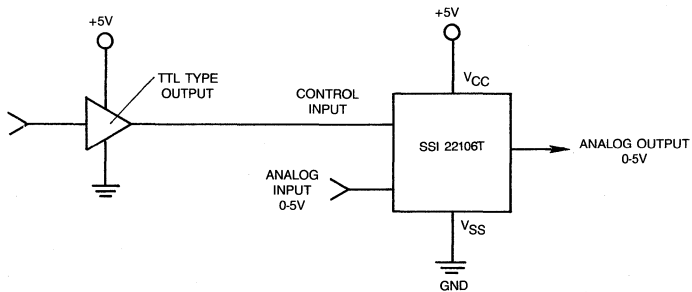 +5V
TTL TYPE
OUTPUT
+5V
VCC
CONTROL
INPUT
SSI 22106T
ANALOG OUTPUT
0-5V
ANALOG
INPUT
0-5V
VSS
GND